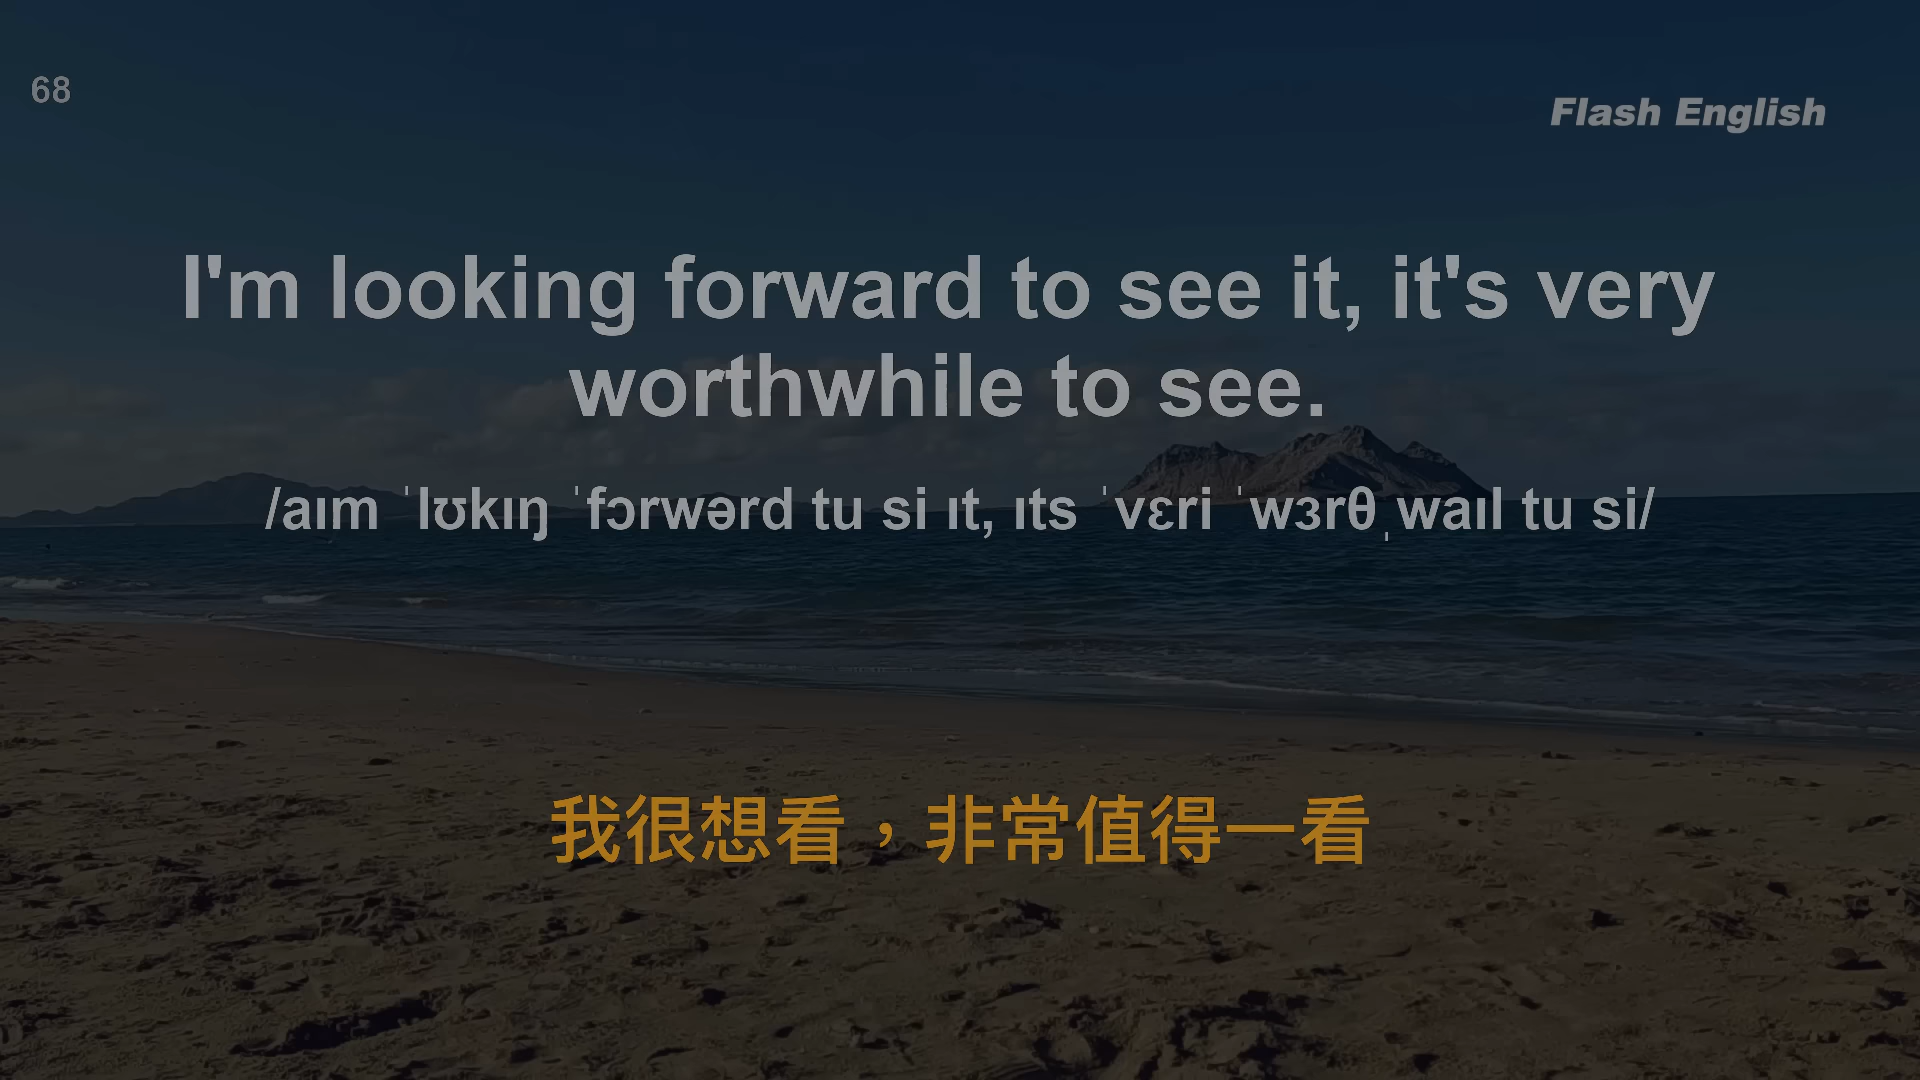 68
Flash English
I'm looking forward to see it, it's very
worthwhile to see.
/aɪm ˈlʊkɪŋ ˈfɔrwərd tu si ɪt, ɪts ˈvɛri ˈwɜrθˌwaɪl tu si/
我很想看，非常值得一看